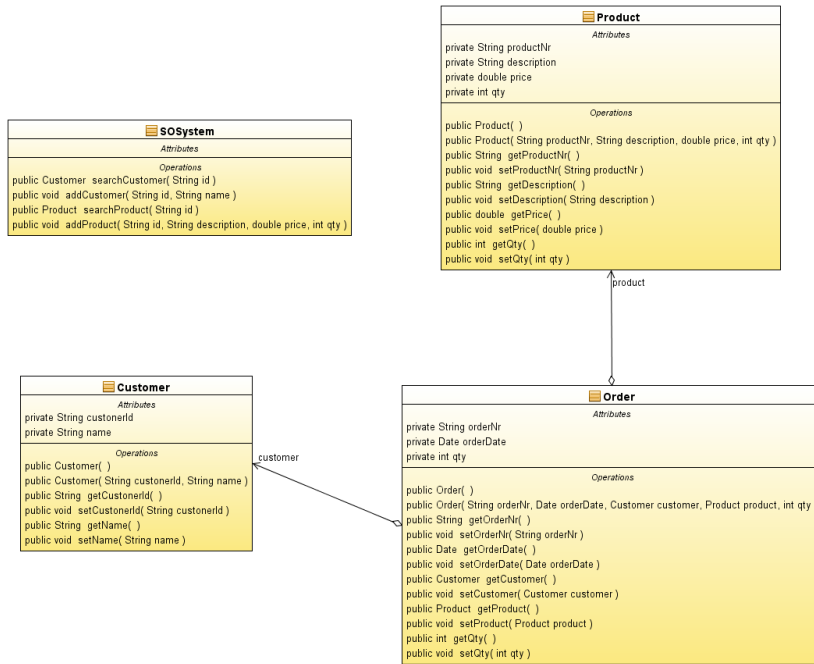 Product
Attributes
private String productNr
private String description
private double price
private int qty
Operations
public Product( )
public Product( String productNr, String description, double price, int qty )
public String getProductNr( )
public void setProductNr( String productNr )
public String getDescription( )
public void setDescription( String description )
public double getPrice( )
public void setPrice( double price )
public int getQty( )
public void setQty( int qty )
SOSystem
Attributes
Operations
public Customer searchCustomer( String id )
public void addCustomer( String id, String name )
public Product searchProduct( String id )
public void addProduct( String id, String description, double price, int qty )
product
Customer
Attributes
private String custonerId
private String name
Operations
public Customer( )
public Customer( String custonerId, String name )
public String getCustonerId( )
public void setCustonerId( String custonerId )
public String getName( )
public void setName( String name )
customer
Order
Attributes
private String orderNr
private Date orderDate
private int qty
Operations
public Order( )
public Order( String orderNr, Date orderDate, Customer customer, Product product, int qty
public String getOrderNr( )
public void setOrderNr( String orderNr )
public Date getOrderDate( )
public void setOrderDate( Date orderDate )
public Customer getCustomer( )
public void setCustomer( Customer customer )
public Product getProduct( )
public void setProduct( Product product )
public int getQty( )
public void setQty( int qty )